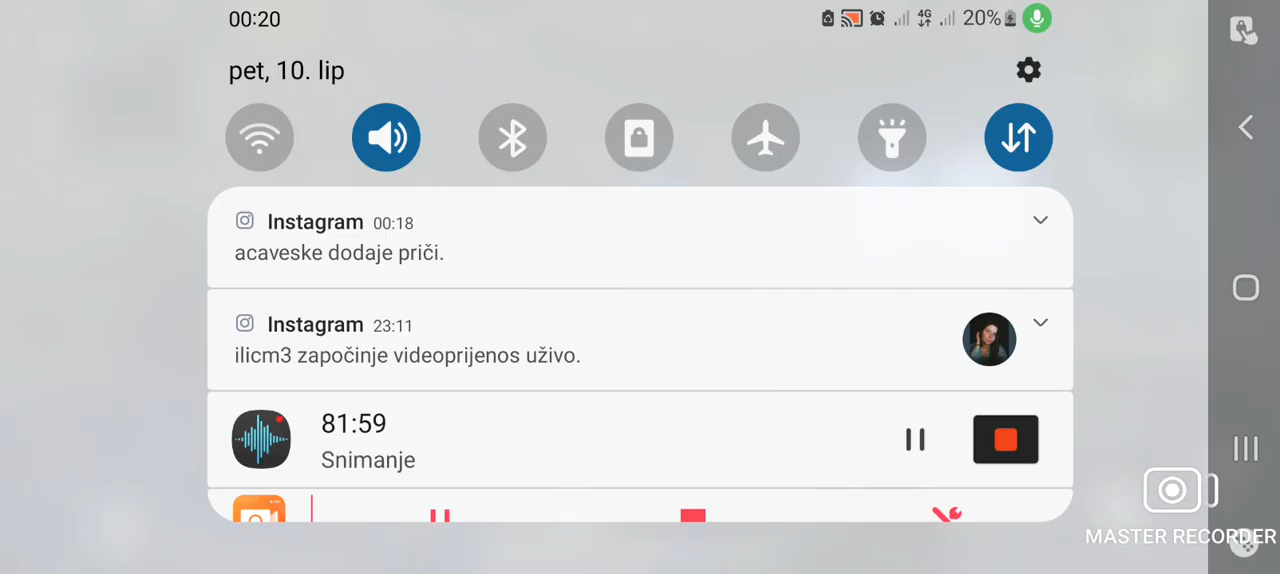 00:20
4G
20%
pet, 10. lip
Instagram 00:18
acaveske dodaje priči.
Instagram 23:11
ilicm3 započinje videoprijenos uživo.
81:59
Snimanje
MASTER RECORDER